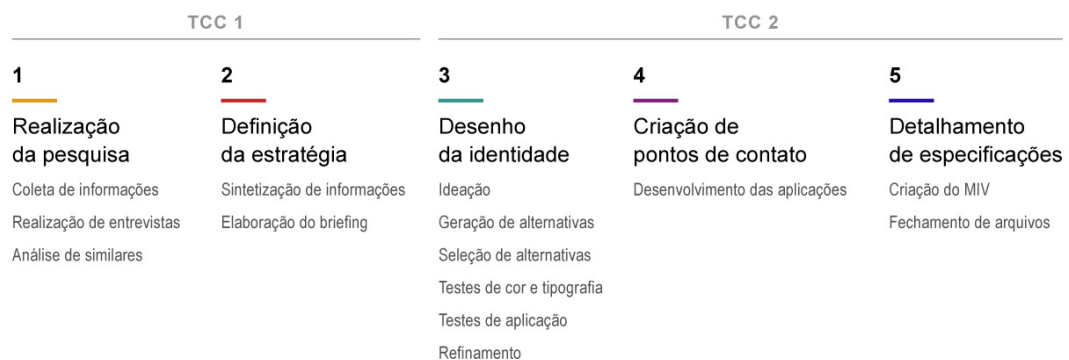 TCC 1
TCC 2
1
Realização
da pesquisa
Coleta de informações
Realização de entrevistas
Análise de similares
2
Definição
da estratégia
Sintetização de informações
Elaboração do briefing
3
Desenho
da identidade
Ideação
Geração de alternativas
Seleção de alternativas
Testes de cor e tipografia
Testes de aplicação
Refinamento
4
Criação de
pontos de contato
Desenvolvimento das aplicações
5
Detalhamento
de especificações
Criação do MIV
Fechamento de arquivos